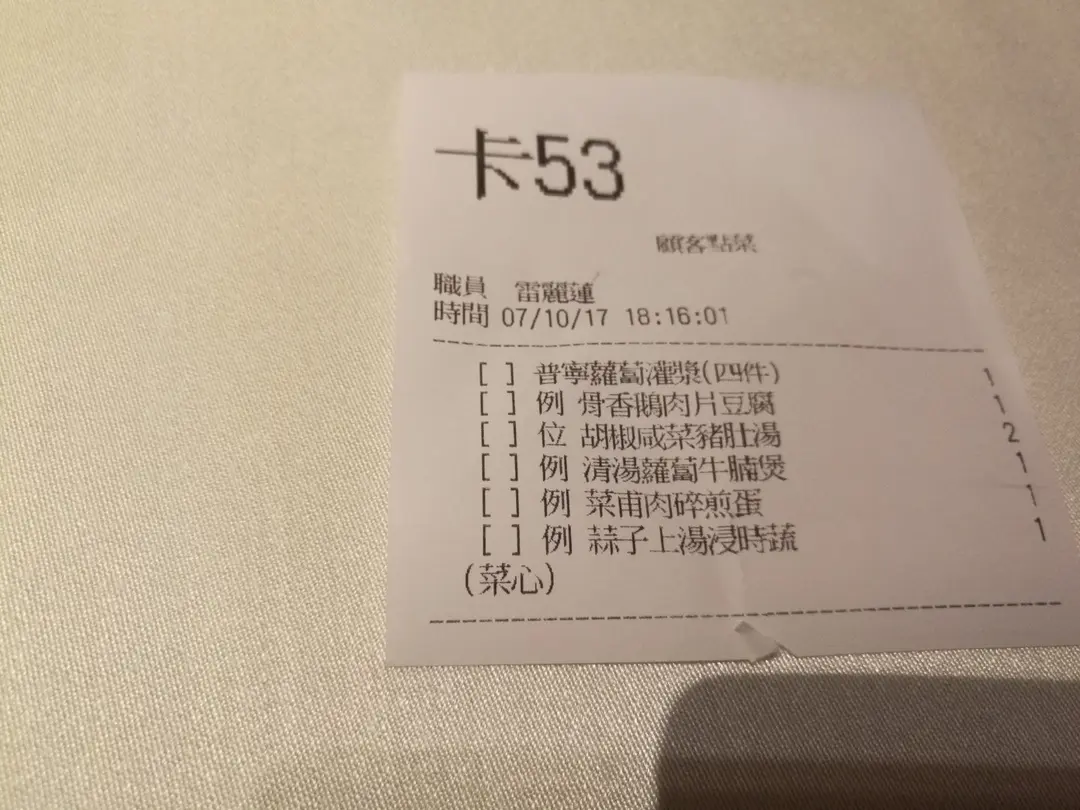 卡53
顧客點菜
職員 雷麗蓮
時間 07/10/17 18:16:01
[ ] 普寧蘿蔔灌漿(四件) 1
[ ] 例 骨香鵝肉片豆腐 1
[ ] 位 胡椒咸菜豬肚湯 2
[ ] 例 清湯蘿蔔牛腩煲 1
[ ] 例 菜甫肉碎煎蛋 1
[ ] 例 蒜子上湯浸時蔬 1
(菜心)